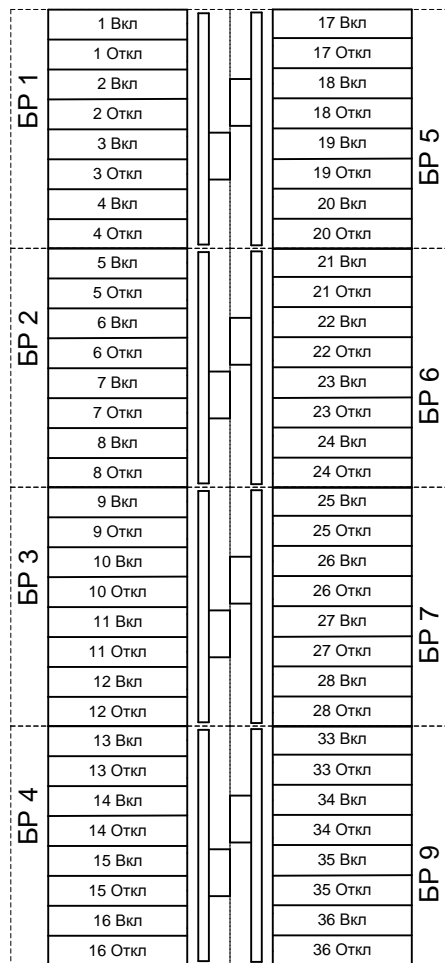 БР 1
1 Вкл
1 Откл
2 Вкл
2 Откл
3 Вкл
3 Откл
4 Вкл
4 Откл
БР 2
5 Вкл
5 Откл
6 Вкл
6 Откл
7 Вкл
7 Откл
8 Вкл
8 Откл
БР 3
9 Вкл
9 Откл
10 Вкл
10 Откл
11 Вкл
11 Откл
12 Вкл
12 Откл
БР 4
13 Вкл
13 Откл
14 Вкл
14 Откл
15 Вкл
15 Откл
16 Вкл
16 Откл
17 Вкл
17 Откл
18 Вкл
18 Откл
19 Вкл
19 Откл
20 Вкл
20 Откл
БР 5
21 Вкл
21 Откл
22 Вкл
22 Откл
23 Вкл
23 Откл
24 Вкл
24 Откл
БР 6
25 Вкл
25 Откл
26 Вкл
26 Откл
27 Вкл
27 Откл
28 Вкл
28 Откл
БР 7
33 Вкл
33 Откл
34 Вкл
34 Откл
35 Вкл
35 Откл
36 Вкл
36 Откл
БР 9